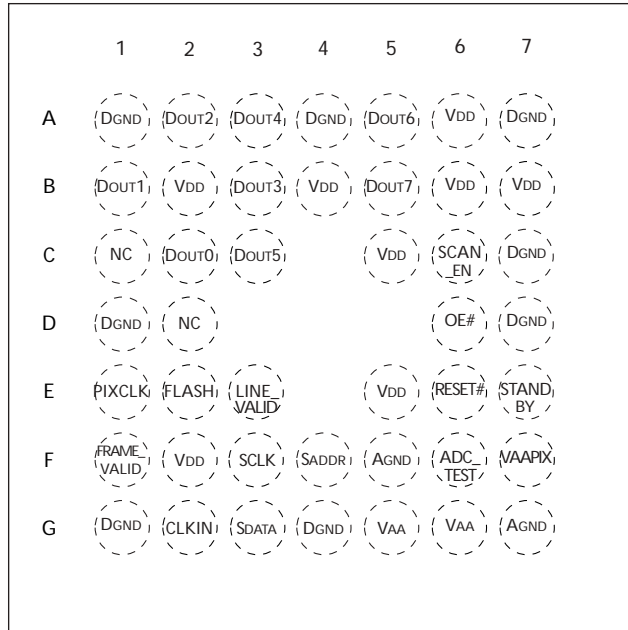 1 2 3 4 5 6 7
A DGND DOUT2 DOUT4 DGND DOUT6 VDD DGND
B DOUT1 VDD DOUT3 VDD DOUT7 VDD VDD
C NC DOUT0 DOUT5 VDD SCAN_EN DGND
D DGND NC OE# DGND
E PIXCLK FLASH LINE_VALID VDD RESET# STANDBY
F FRAME_VALID VDD SCLK SADDR AGND ADC_TEST VAAPIX
G DGND CLKIN SDATA DGND VAA VAA AGND